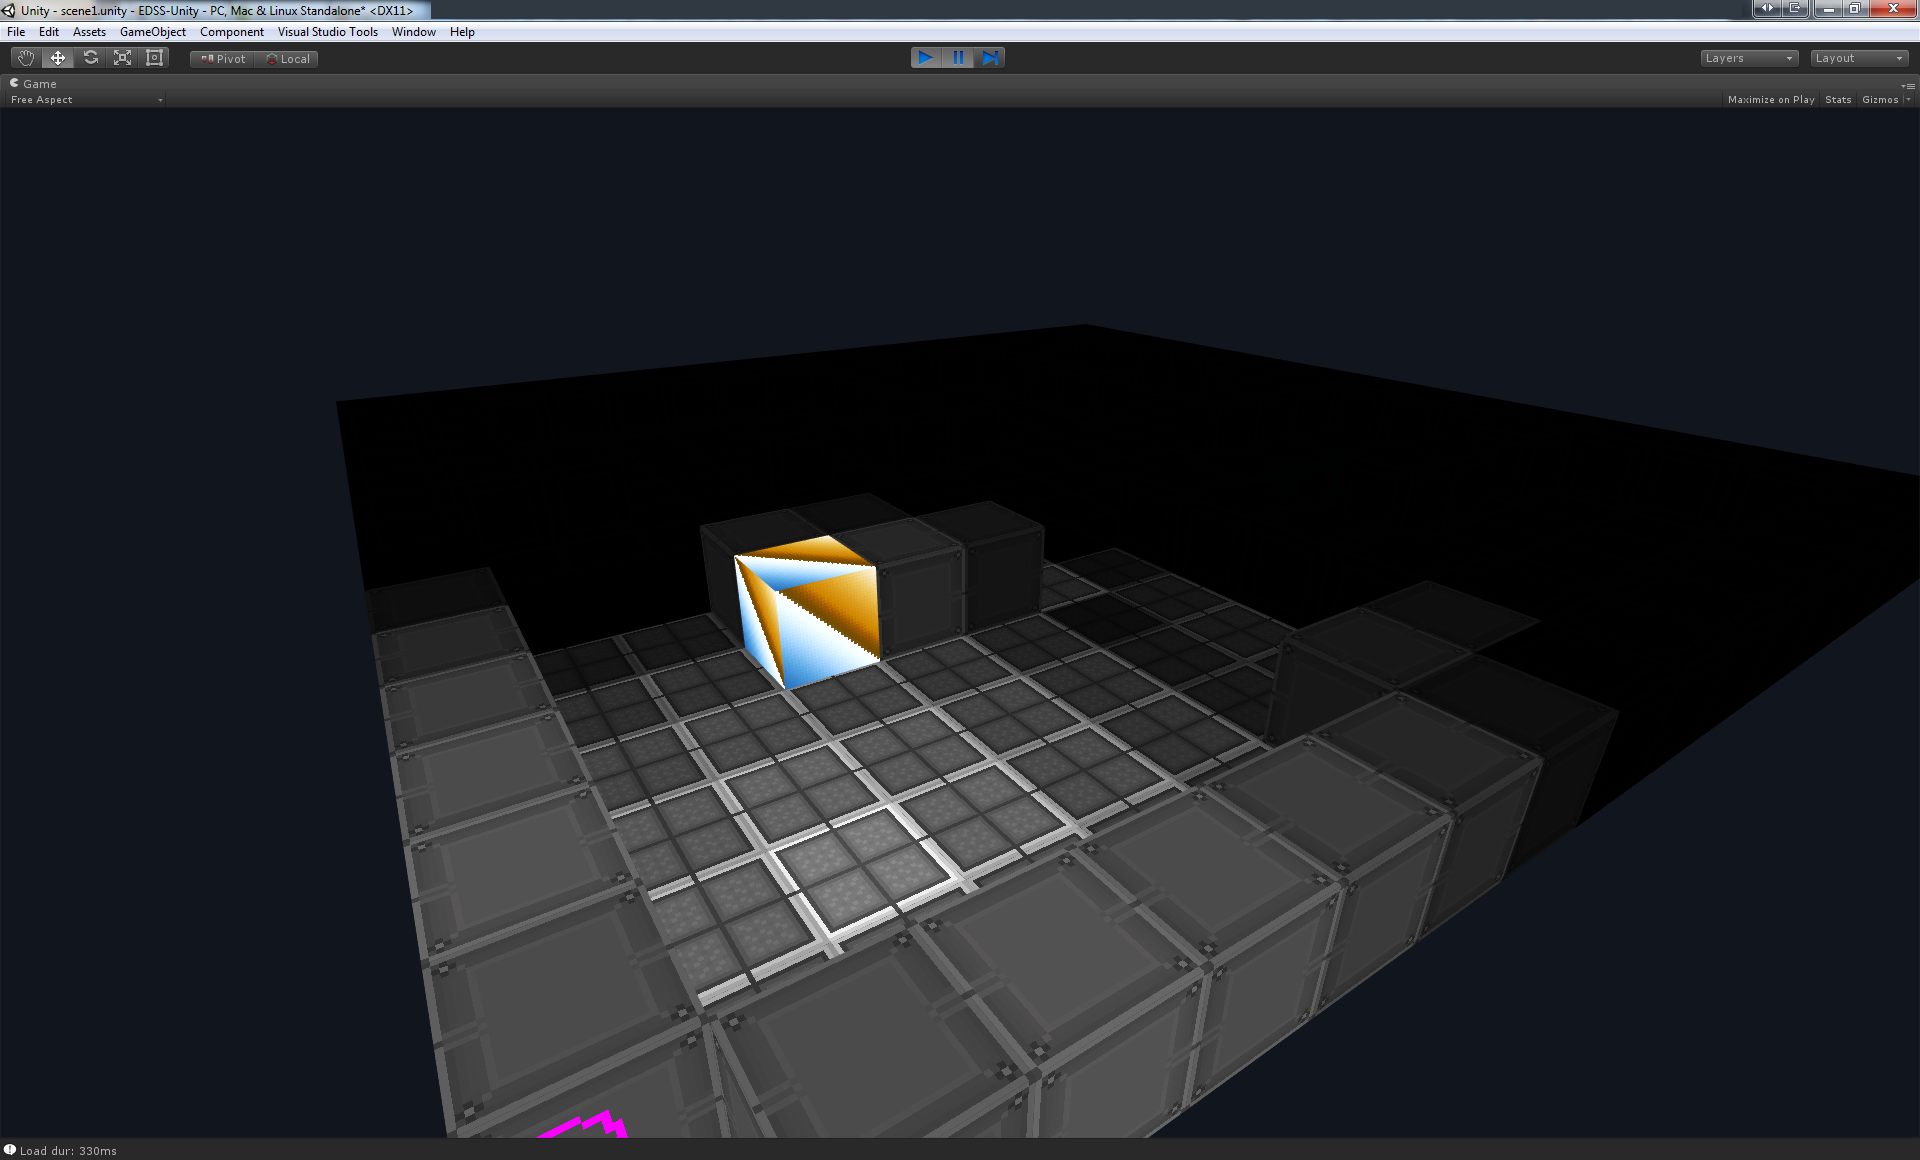 Unity - scene1.unity - EDSS-Unity - PC, Mac & Linux Standalone* <DX11>
File Edit Assets GameObject Component Visual Studio Tools Window Help
Pivot Local Layers Layout
Game
Free Aspect Maximize on Play Stats Gizmos
Load dur: 330ms